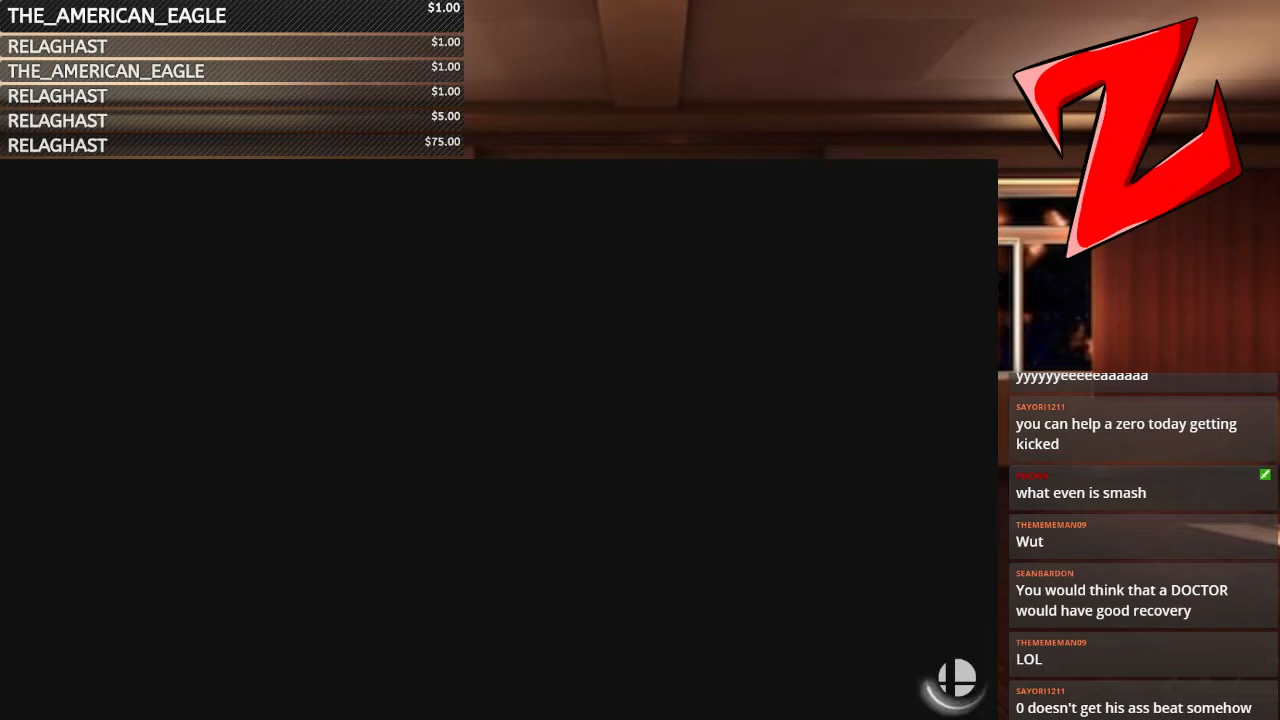 THE_AMERICAN_EAGLE $1.00
RELAGHAST $1.00
THE_AMERICAN_EAGLE $1.00
RELAGHAST $1.00
RELAGHAST $5.00
RELAGHAST $75.00
Z
yyyyyyeeeeeaaaaaa
SAYORI1211
you can help a zero today getting
kicked
what even is smash
THEMEMEMAN09
Wut
SEANBARDON
You would think that a DOCTOR
would have good recovery
THEMEMEMAN09
LOL
SAYORI1211
0 doesn't get his ass beat somehow